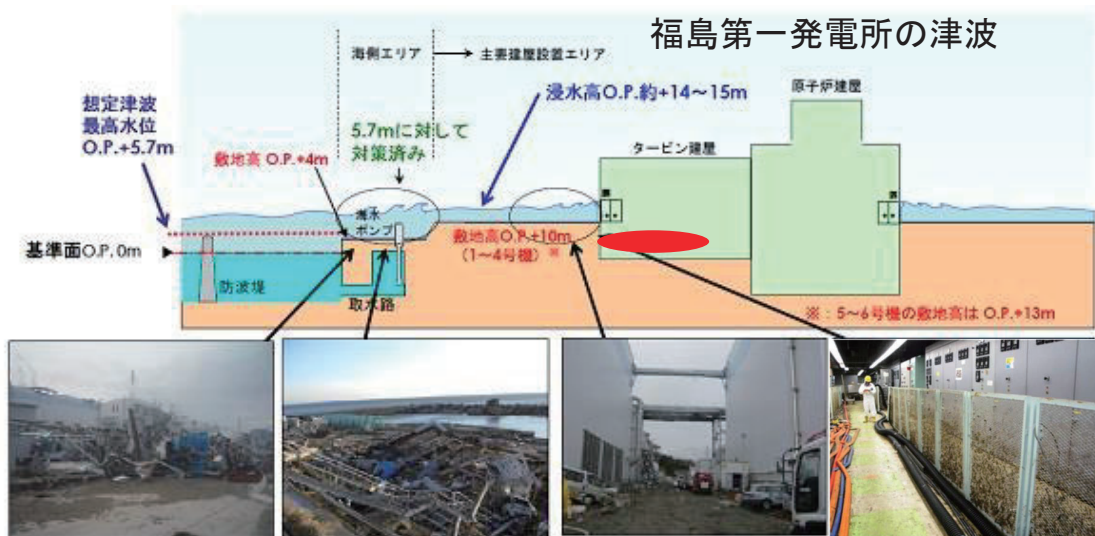 福島第一発電所の津波
海側エリア
主要建屋設置エリア
想定津波
最高水位
O.P.+5.7m
5.7mに対して
対策済み
浸水高O.P.約+14～15m
原子炉建屋
タービン建屋
敷地高 O.P.+4m
海水
ポンプ
基準面O.P.0m
敷地高O.P.+10m
(1～4号機) ※
防波堤
取水路
※：5～6号機の敷地高は O.P.+13m